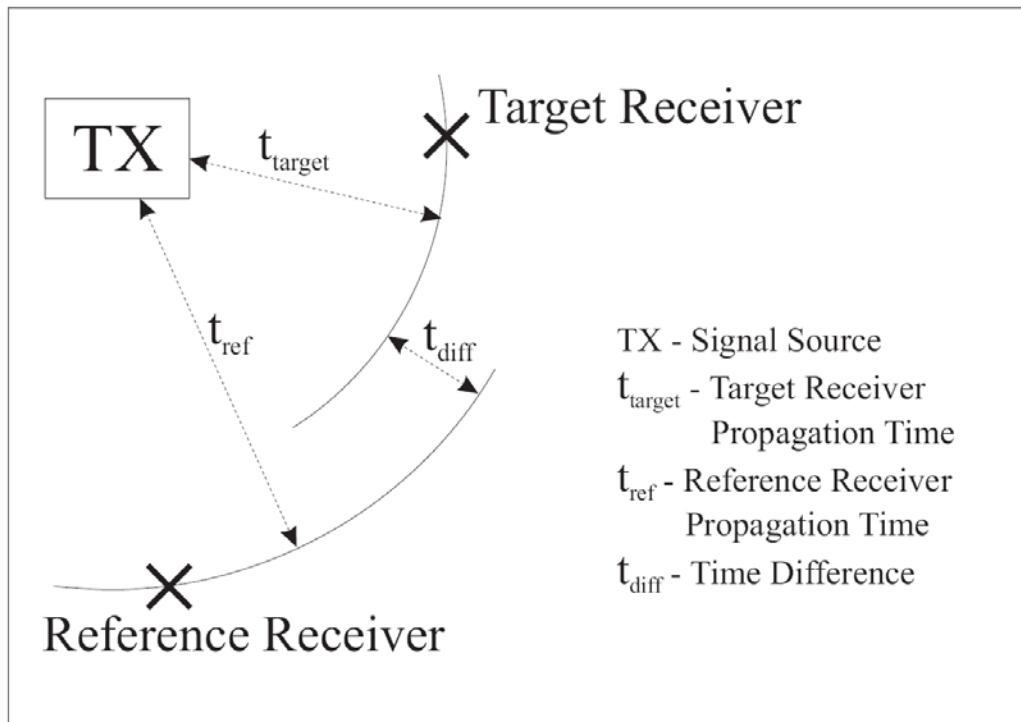 TX
Target Receiver
t_target
t_ref
t_diff
TX - Signal Source
t_target - Target Receiver
Propagation Time
t_ref - Reference Receiver
Propagation Time
t_diff - Time Difference
Reference Receiver